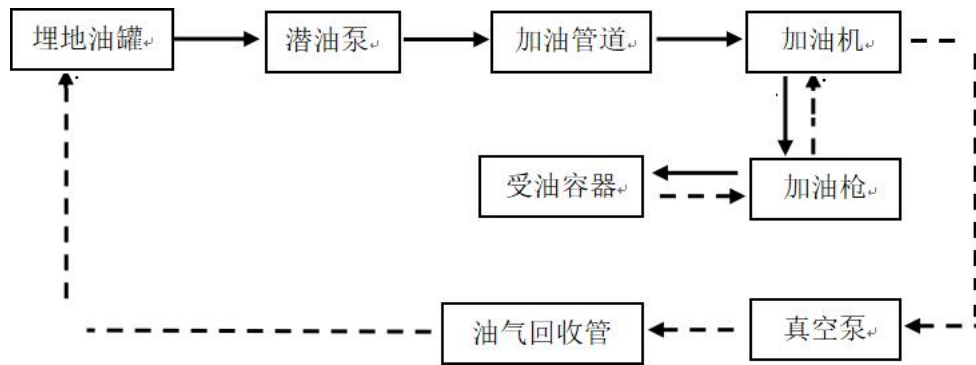 埋地油罐
潜油泵
加油管道
加油机
受油容器
加油枪
油气回收管
真空泵